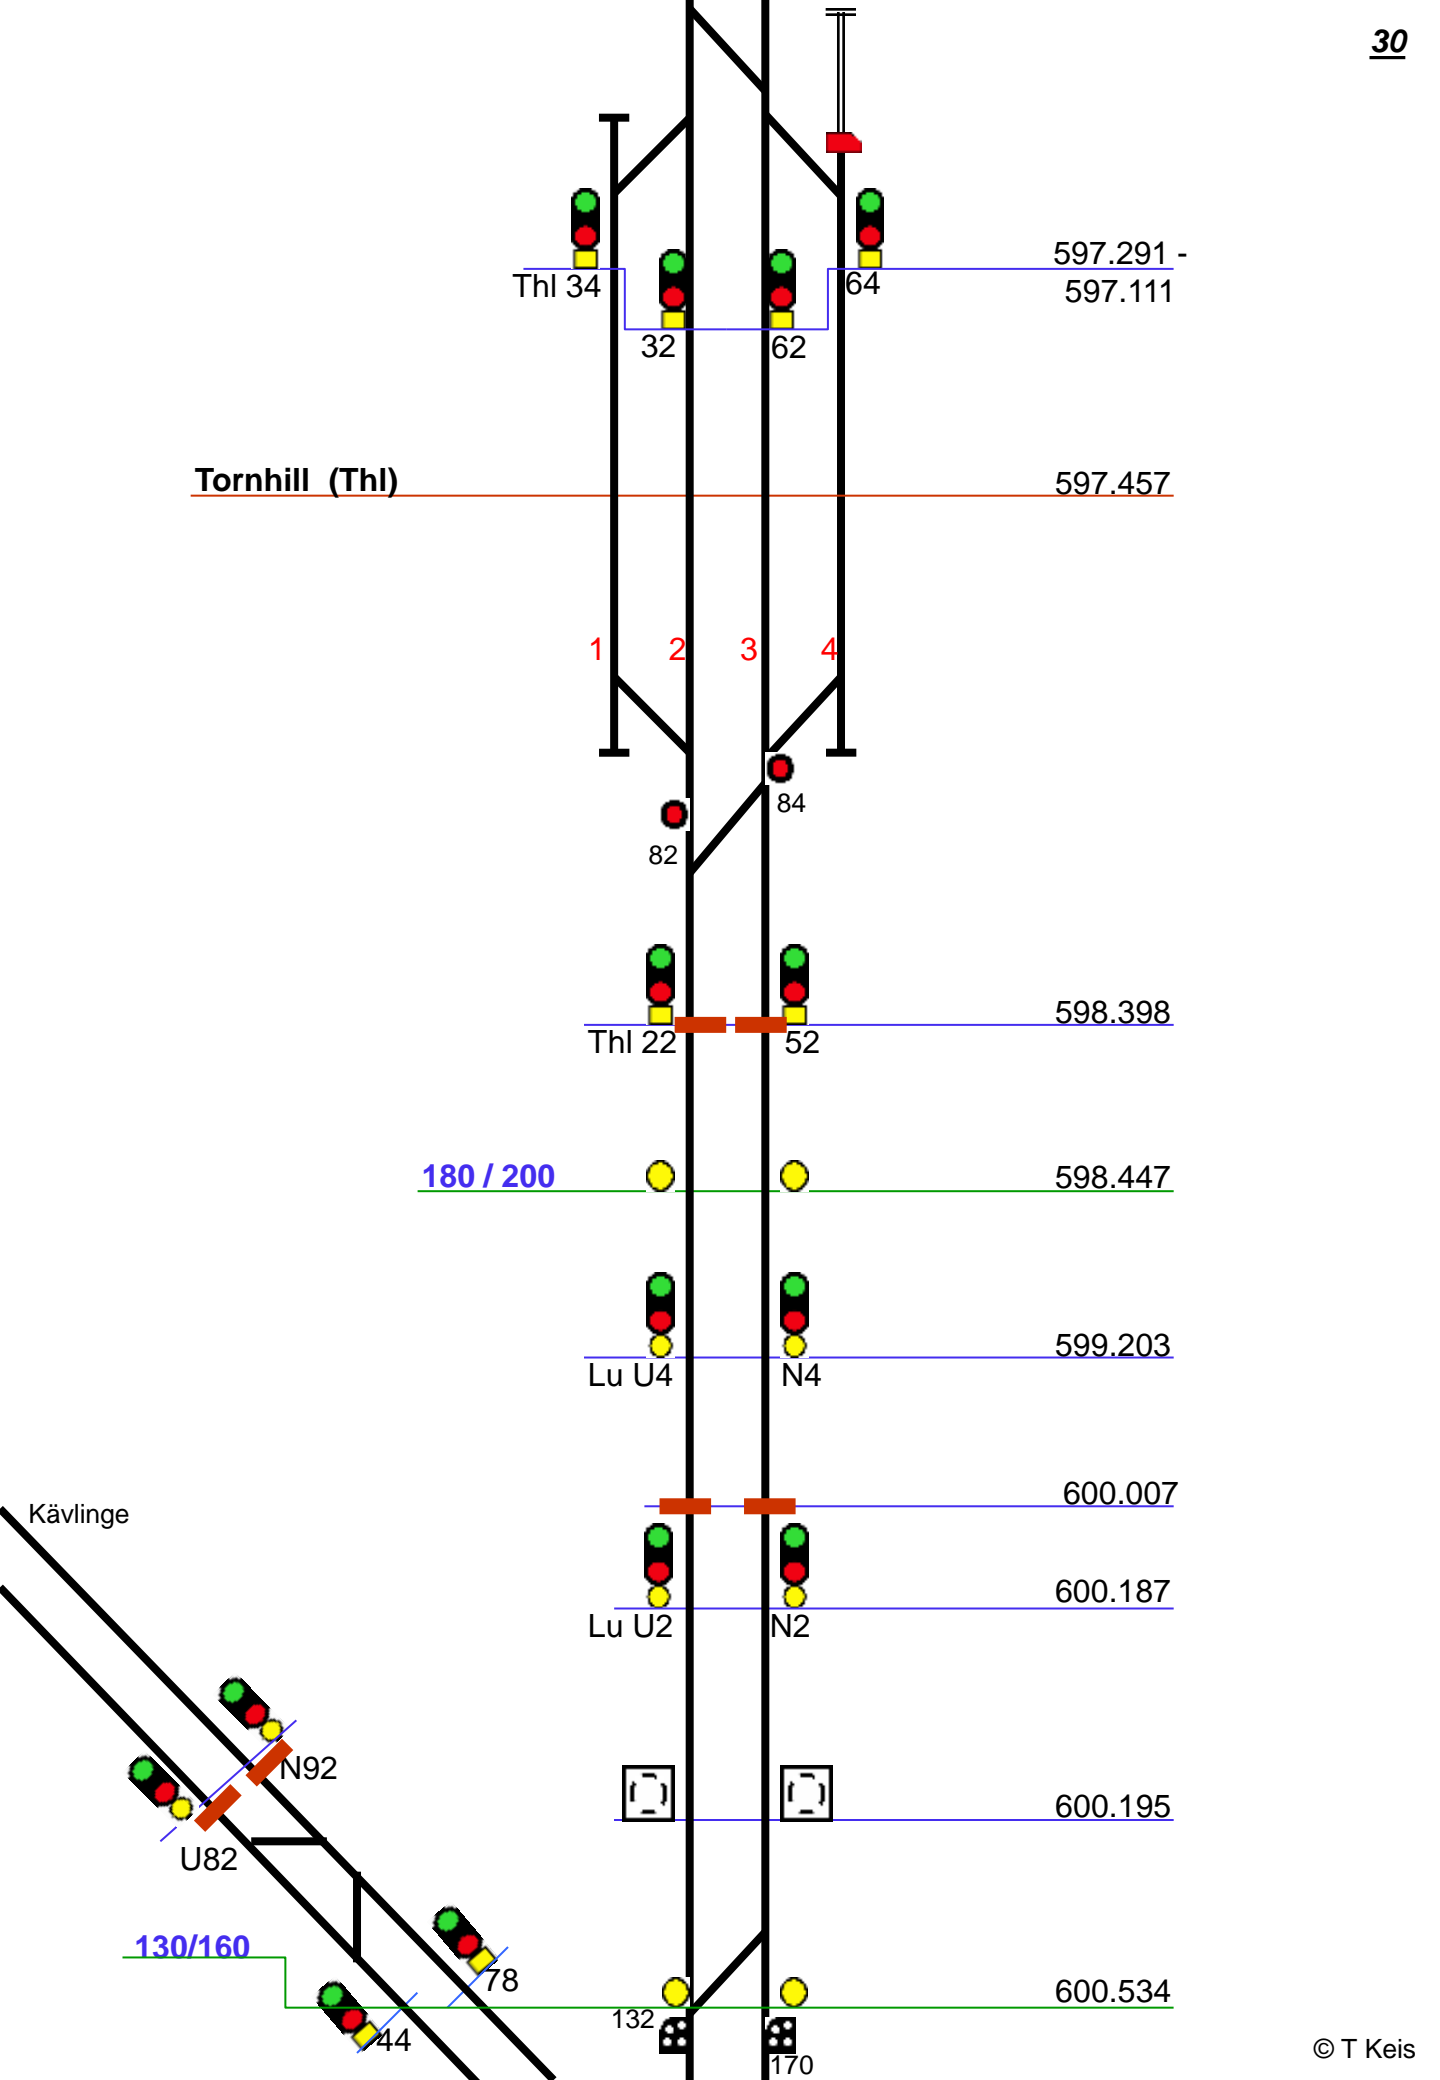 30
597.291 -
Thl 34
64
597.111
32
62
Tornhill (Thl)
597.457
1 2 3 4
84
82
598.398
Thl 22
52
180 / 200
598.447
599.203
Lu U4
N4
600.007
Kävlinge
600.187
Lu U2
N2
N92
600.195
U82
130/160
78
600.534
132
44
170
© T Keis